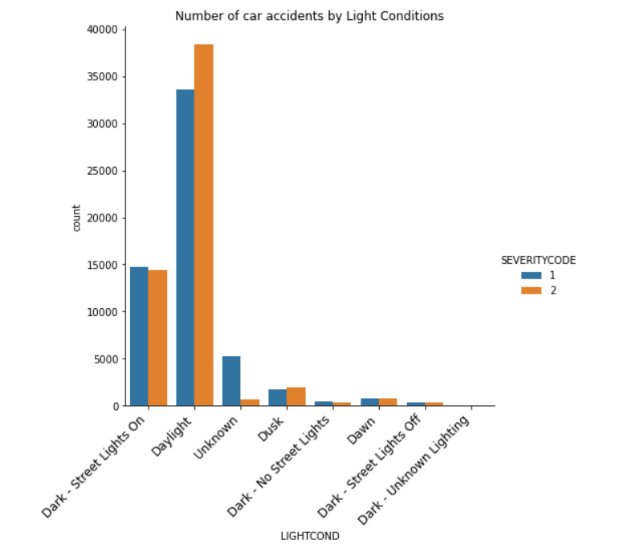 Number of car accidents by Light Conditions
40000
35000
30000
25000
20000
15000
10000
5000
0
count
SEVERITYCODE
1
2
Dark - Street Lights On
Daylight
Unknown
Dusk
Dark - No Street Lights
Dawn
Dark - Street Lights Off
Dark - Unknown Lighting
LIGHTCOND